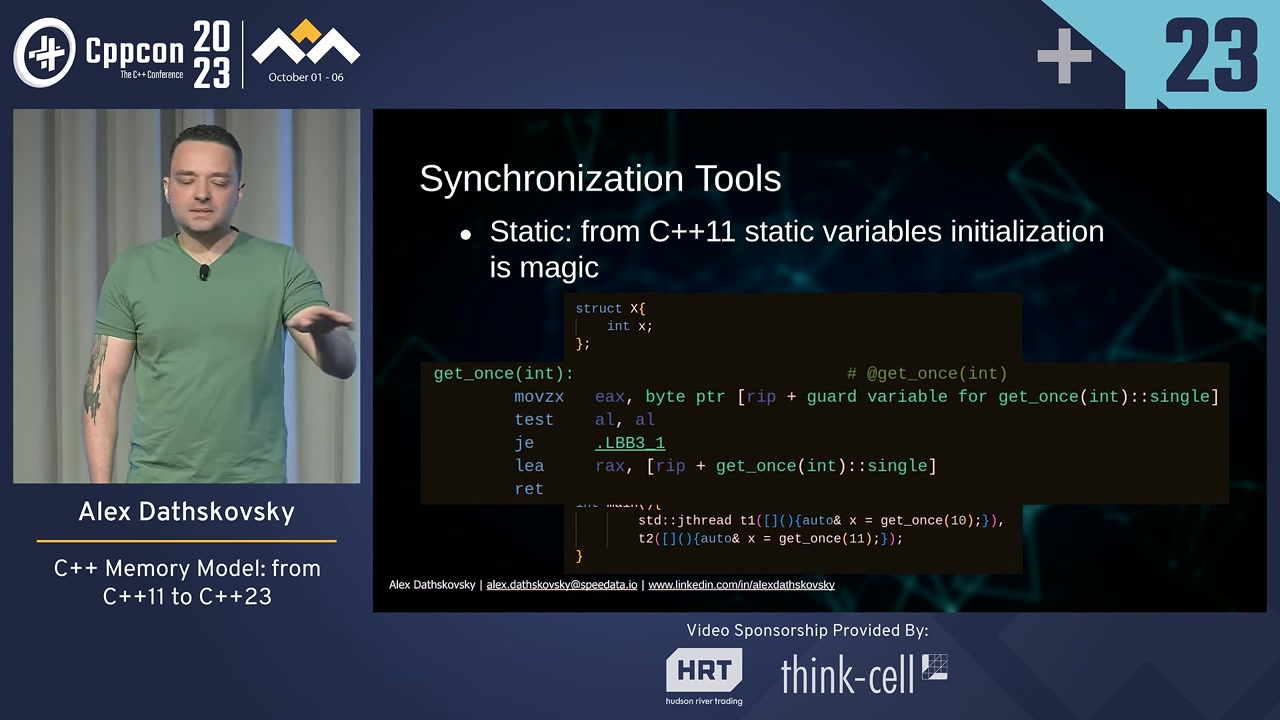 Cppcon
The C++ Conference
20
23
October 01 - 06
23
Synchronization Tools
• Static: from C++11 static variables initialization
is magic
struct X{
int x;
};
get_once(int): # @get_once(int)
movzx eax, byte ptr [rip + guard variable for get_once(int)::single]
test al, al
je .LBB3_1
lea rax, [rip + get_once(int)::single]
ret
int main(){
std::jthread t1([](){auto& x = get_once(10);}),
t2([](){auto& x = get_once(11);});
}
Alex Dathskovsky | alex.dathskovsky@speedata.io | www.linkedin.com/in/alexdathskovsky
Alex Dathskovsky
C++ Memory Model: from
C++11 to C++23
Video Sponsorship Provided By:
HRT
hudson river trading
think-cell